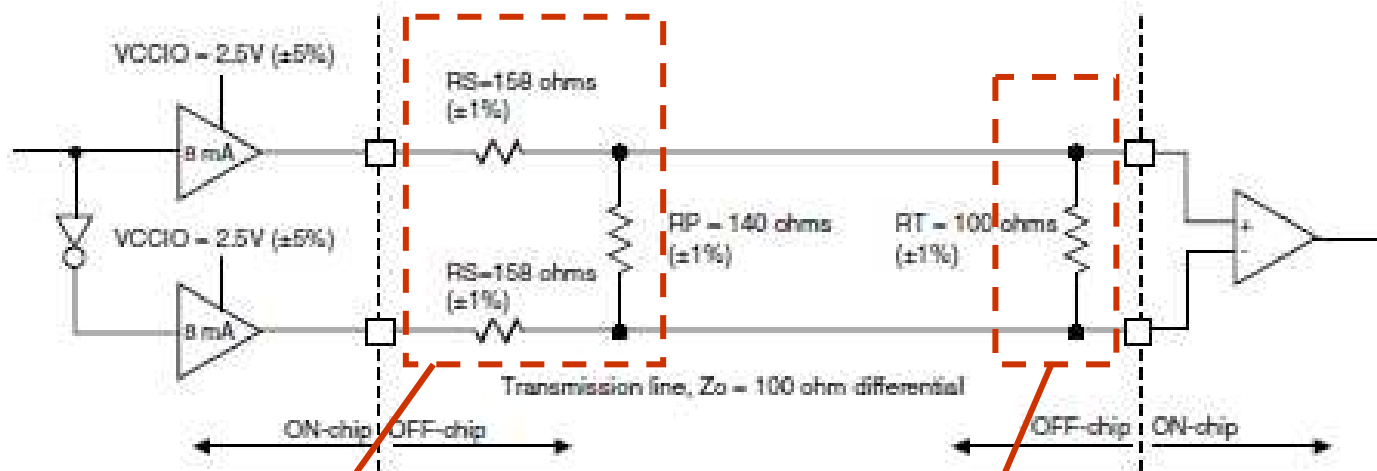 VCCIO = 2.5V (±5%)
RS=158 ohms
(±1%)
8 mA
+
-
RP = 140 ohms
(±1%)
RT = 100 ohms
(±1%)
VCCIO = 2.5V (±5%)
RS=158 ohms
(±1%)
8 mA
Transmission line, Zo = 100 ohm differential
ON-chip OFF-chip
OFF-chip ON-chip